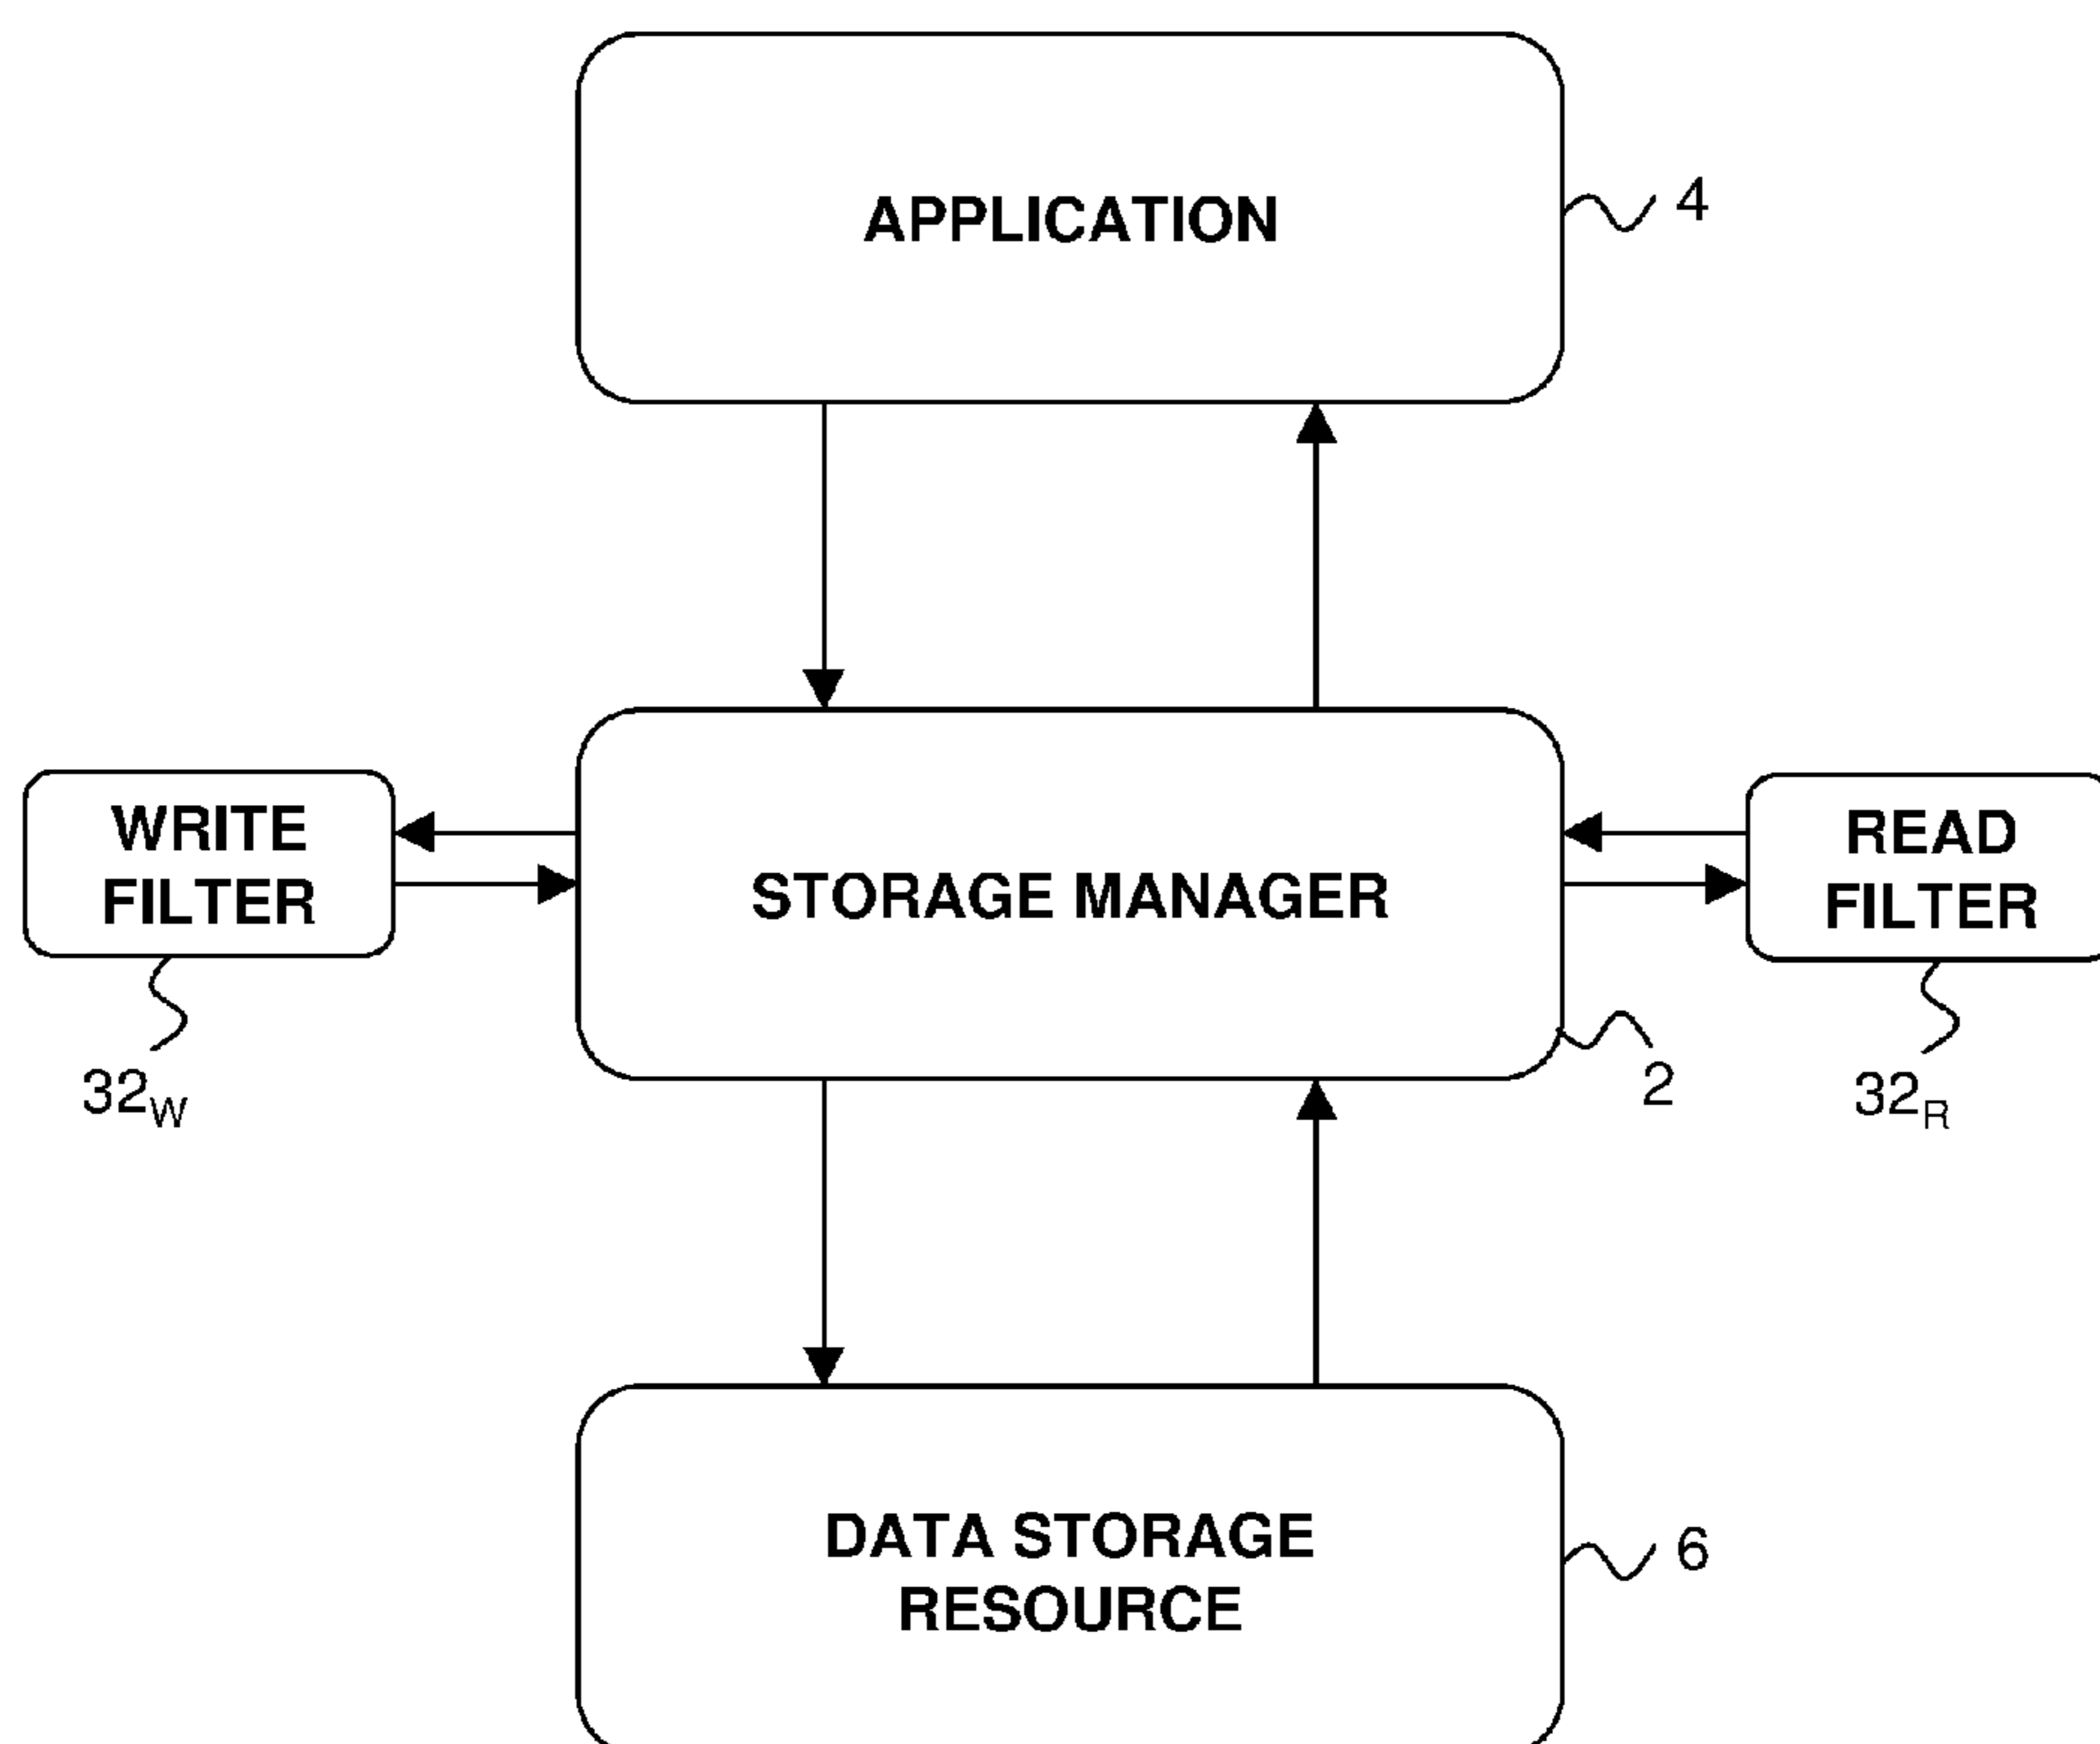 APPLICATION
4
WRITE
FILTER
STORAGE MANAGER
READ
FILTER
32W
2
32R
DATA STORAGE
RESOURCE
6